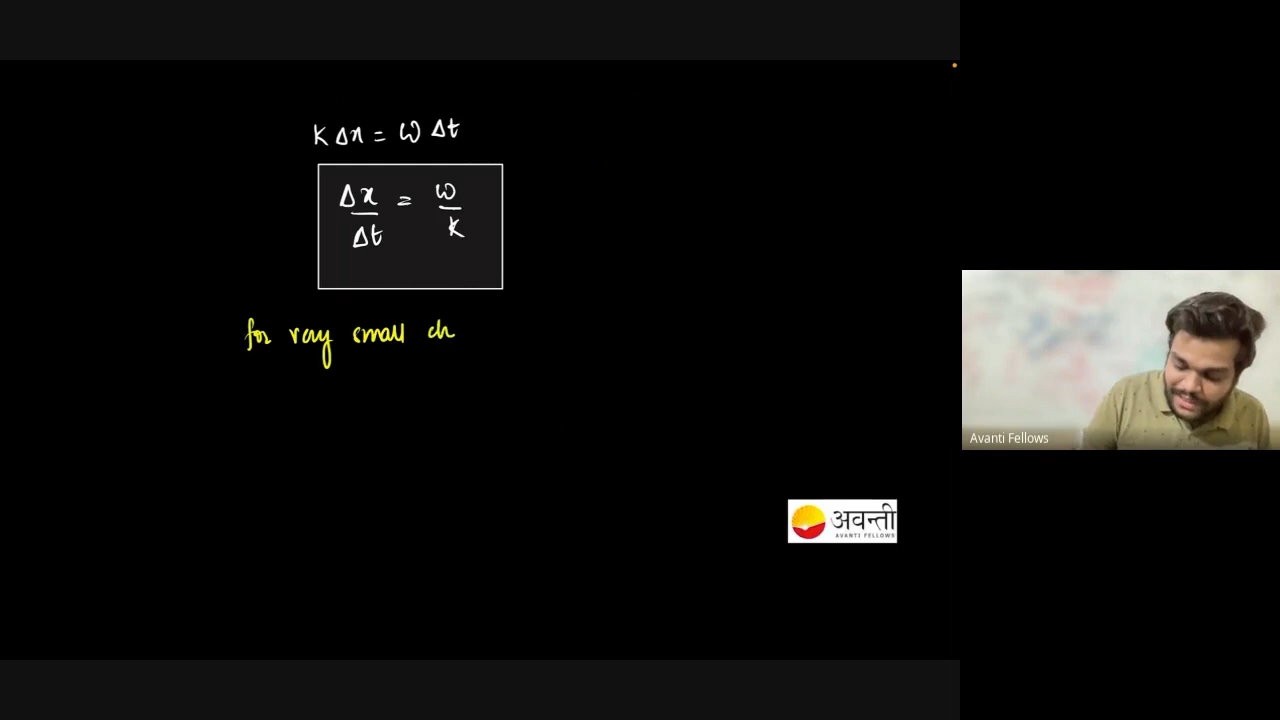 K Δx = ω Δt
Δx/Δt = ω/k
for very small ch
Avanti Fellows
अवन्ती
AVANTI FELLOWS